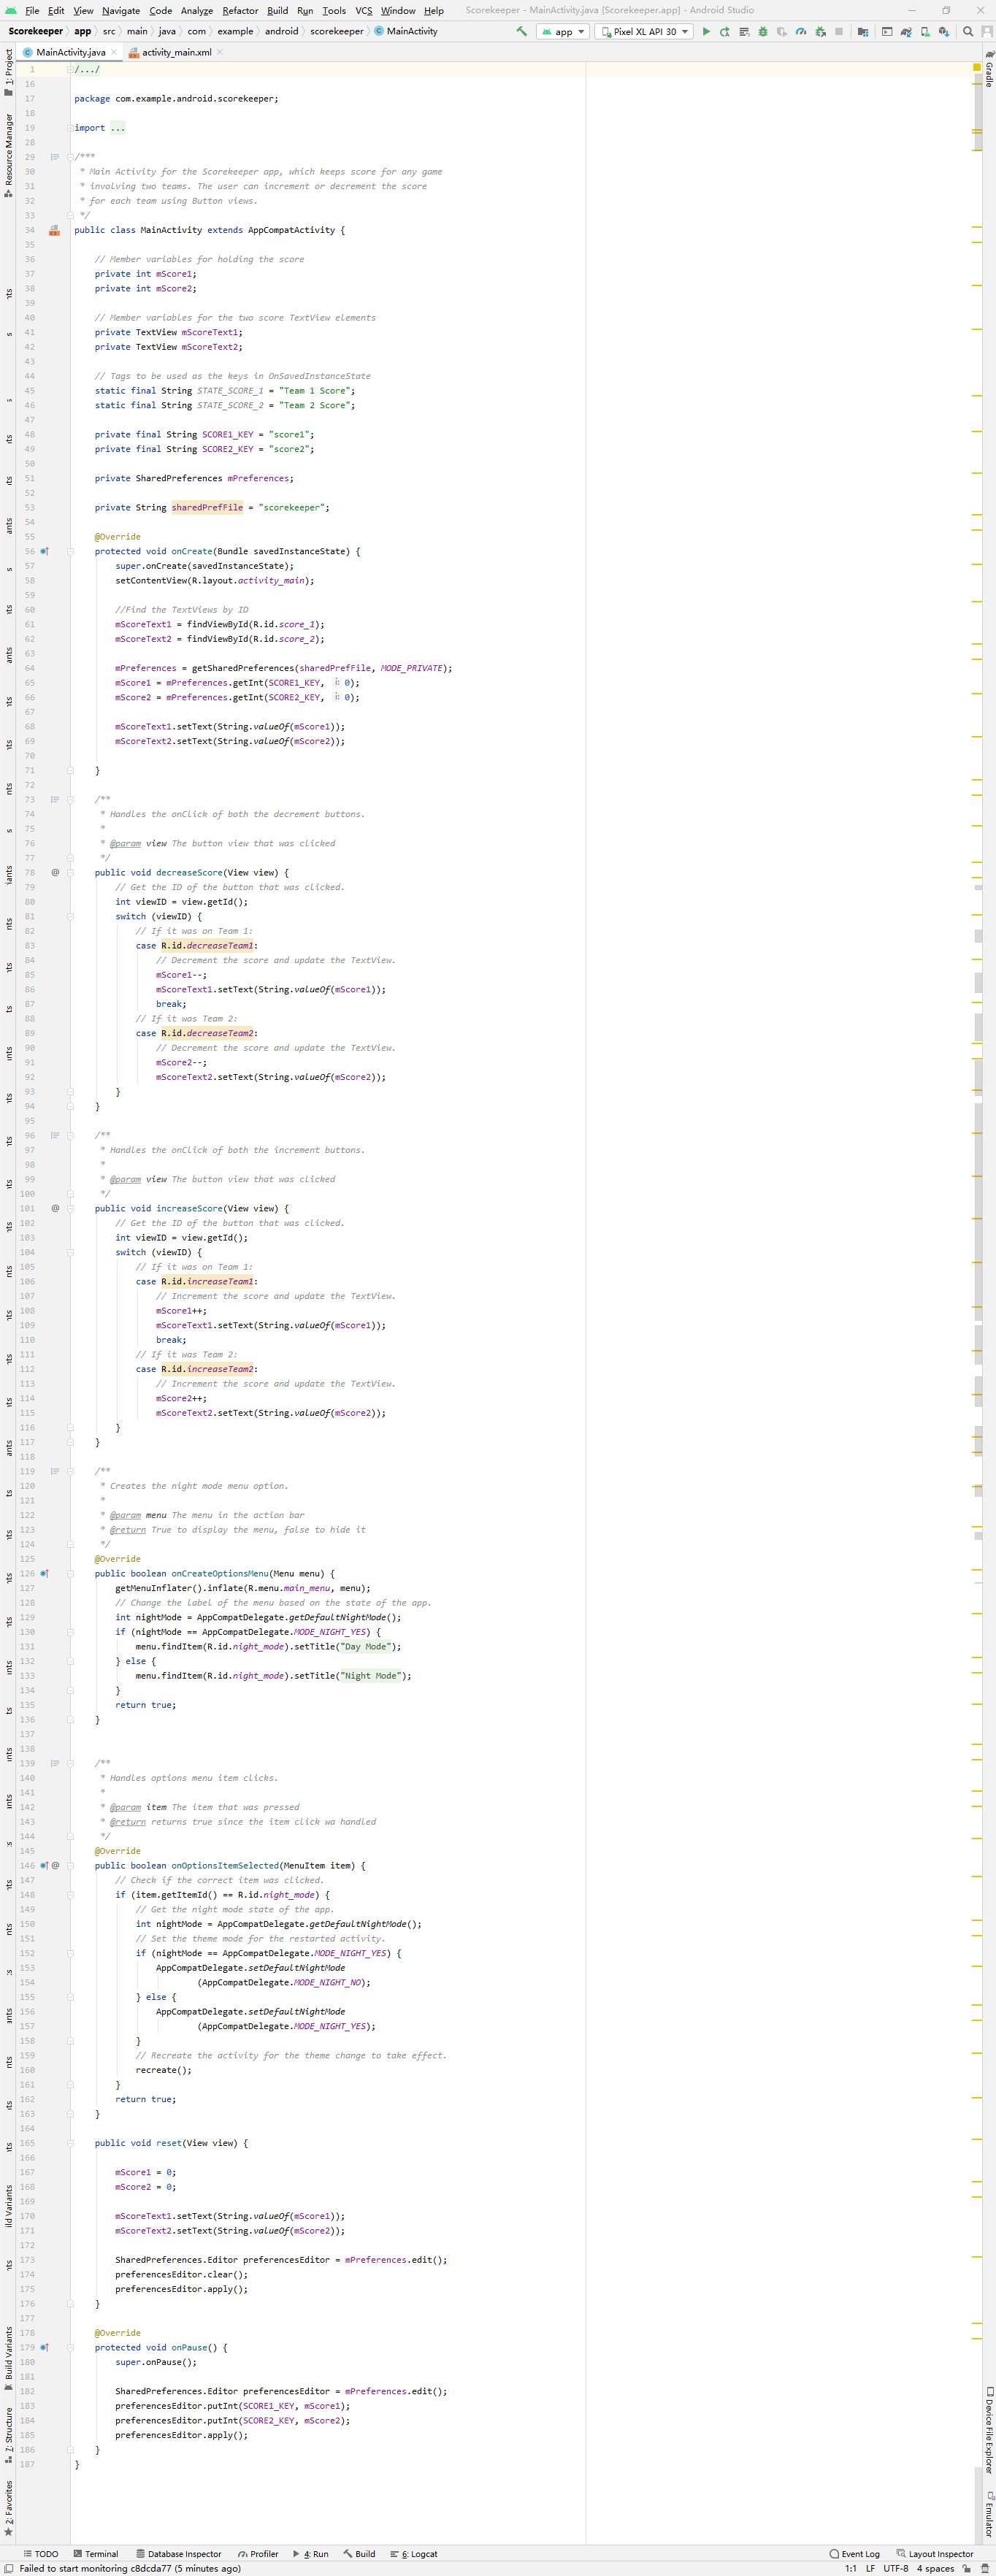 File Edit View Navigate Code Analyze Refactor Build Run Tools VCS Window Help Scorekeeper - MainActivity.java [Scorekeeper.app] - Android Studio
Scorekeeper app src main java com example android scorekeeper MainActivity app Pixel XL API 30
MainActivity.java activity_main.xml
1: Project
Resource Manager
Gradle
1 /.../
16
17 package com.example.android.scorekeeper;
18
19 import ...
28
29 /***
30 * Main Activity for the Scorekeeper app, which keeps score for any game
31 * involving two teams. The user can increment or decrement the score
32 * for each team using Button views.
33 */
34 public class MainActivity extends AppCompatActivity {
35
36 // Member variables for holding the score
37 private int mScore1;
38 private int mScore2;
39
40 // Member variables for the two score TextView elements
41 private TextView mScoreText1;
42 private TextView mScoreText2;
43
44 // Tags to be used as the keys in OnSavedInstanceState
45 static final String STATE_SCORE_1 = "Team 1 Score";
46 static final String STATE_SCORE_2 = "Team 2 Score";
47
48 private final String SCORE1_KEY = "score1";
49 private final String SCORE2_KEY = "score2";
50
51 private SharedPreferences mPreferences;
52
53 private String sharedPrefFile = "scorekeeper";
54
55 @Override
56 protected void onCreate(Bundle savedInstanceState) {
57 super.onCreate(savedInstanceState);
58 setContentView(R.layout.activity_main);
59
60 //Find the TextViews by ID
61 mScoreText1 = findViewById(R.id.score_1);
62 mScoreText2 = findViewById(R.id.score_2);
63
64 mPreferences = getSharedPreferences(sharedPrefFile, MODE_PRIVATE);
65 mScore1 = mPreferences.getInt(SCORE1_KEY, i: 0);
66 mScore2 = mPreferences.getInt(SCORE2_KEY, i: 0);
67
68 mScoreText1.setText(String.valueOf(mScore1));
69 mScoreText2.setText(String.valueOf(mScore2));
70
71 }
72
73 /**
74 * Handles the onClick of both the decrement buttons.
75 *
76 * @param view The button view that was clicked
77 */
78 public void decreaseScore(View view) {
79 // Get the ID of the button that was clicked.
80 int viewID = view.getId();
81 switch (viewID) {
82 // If it was on Team 1:
83 case R.id.decreaseTeam1:
84 // Decrement the score and update the TextView.
85 mScore1--;
86 mScoreText1.setText(String.valueOf(mScore1));
87 break;
88 // If it was Team 2:
89 case R.id.decreaseTeam2:
90 // Decrement the score and update the TextView.
91 mScore2--;
92 mScoreText2.setText(String.valueOf(mScore2));
93 }
94 }
95
96 /**
97 * Handles the onClick of both the increment buttons.
98 *
99 * @param view The button view that was clicked
100 */
101 public void increaseScore(View view) {
102 // Get the ID of the button that was clicked.
103 int viewID = view.getId();
104 switch (viewID) {
105 // If it was on Team 1:
106 case R.id.increaseTeam1:
107 // Increment the score and update the TextView.
108 mScore1++;
109 mScoreText1.setText(String.valueOf(mScore1));
110 break;
111 // If it was Team 2:
112 case R.id.increaseTeam2:
113 // Increment the score and update the TextView.
114 mScore2++;
115 mScoreText2.setText(String.valueOf(mScore2));
116 }
117 }
118
119 /**
120 * Creates the night mode menu option.
121 *
122 * @param menu The menu in the action bar
123 * @return True to display the menu, false to hide it
124 */
125 @Override
126 public boolean onCreateOptionsMenu(Menu menu) {
127 getMenuInflater().inflate(R.menu.main_menu, menu);
128 // Change the label of the menu based on the state of the app.
129 int nightMode = AppCompatDelegate.getDefaultNightMode();
130 if (nightMode == AppCompatDelegate.MODE_NIGHT_YES) {
131 menu.findItem(R.id.night_mode).setTitle("Day Mode");
132 } else {
133 menu.findItem(R.id.night_mode).setTitle("Night Mode");
134 }
135 return true;
136 }
137
138
139 /**
140 * Handles options menu item clicks.
141 *
142 * @param item The item that was pressed
143 * @return returns true since the item click wa handled
144 */
145 @Override
146 public boolean onOptionsItemSelected(MenuItem item) {
147 // Check if the correct item was clicked.
148 if (item.getItemId() == R.id.night_mode) {
149 // Get the night mode state of the app.
150 int nightMode = AppCompatDelegate.getDefaultNightMode();
151 // Set the theme mode for the restarted activity.
152 if (nightMode == AppCompatDelegate.MODE_NIGHT_YES) {
153 AppCompatDelegate.setDefaultNightMode
154 (AppCompatDelegate.MODE_NIGHT_NO);
155 } else {
156 AppCompatDelegate.setDefaultNightMode
157 (AppCompatDelegate.MODE_NIGHT_YES);
158 }
159 // Recreate the activity for the theme change to take effect.
160 recreate();
161 }
162 return true;
163 }
164
165 public void reset(View view) {
166
167 mScore1 = 0;
168 mScore2 = 0;
169
170 mScoreText1.setText(String.valueOf(mScore1));
171 mScoreText2.setText(String.valueOf(mScore2));
172
173 SharedPreferences.Editor preferencesEditor = mPreferences.edit();
174 preferencesEditor.clear();
175 preferencesEditor.apply();
176 }
177
178 @Override
179 protected void onPause() {
180 super.onPause();
181
182 SharedPreferences.Editor preferencesEditor = mPreferences.edit();
183 preferencesEditor.putInt(SCORE1_KEY, mScore1);
184 preferencesEditor.putInt(SCORE2_KEY, mScore2);
185 preferencesEditor.apply();
186 }
187 }
ild Variants
Build Variants
7: Structure
2: Favorites
Device File Explorer
Emulator
TODO Terminal Database Inspector Profiler 4: Run Build 6: Logcat Event Log Layout Inspector
Failed to start monitoring c8dcda77 (5 minutes ago) 1:1 LF UTF-8 4 spaces